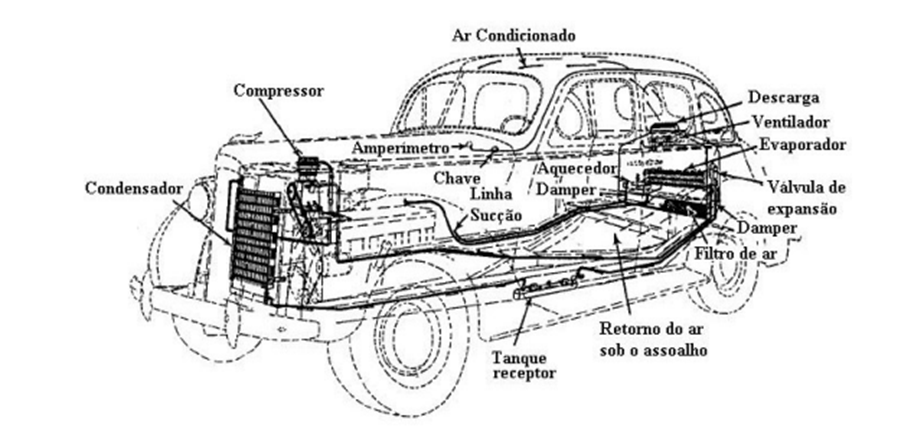 Ar Condicionado
Compressor
Descarga
Ventilador
Amperimetro
Evaporador
Aquecedor
Chave
Condensador
Linha
Damper
Válvula de
expansão
Sucção
Damper
Filtro de ar
Retorno do ar
sob o assoalho
Tanque
receptor